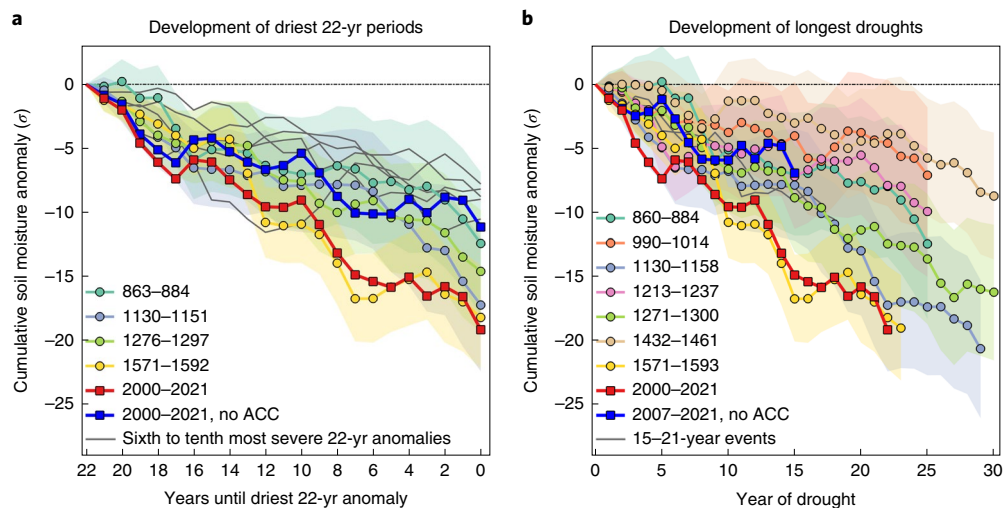 a
Development of driest 22-yr periods
Cumulative soil moisture anomaly (σ)
0
–5
–10
–15
–20
–25
863–884
1130–1151
1276–1297
1571–1592
2000–2021
2000–2021, no ACC
Sixth to tenth most severe 22-yr anomalies
22 20 18 16 14 12 10 8 6 4 2 0
Years until driest 22-yr anomaly
b
Development of longest droughts
Cumulative soil moisture anomaly (σ)
0
–5
–10
–15
–20
–25
860–884
990–1014
1130–1158
1213–1237
1271–1300
1432–1461
1571–1593
2000–2021
2007–2021, no ACC
15–21-year events
0 5 10 15 20 25 30
Year of drought